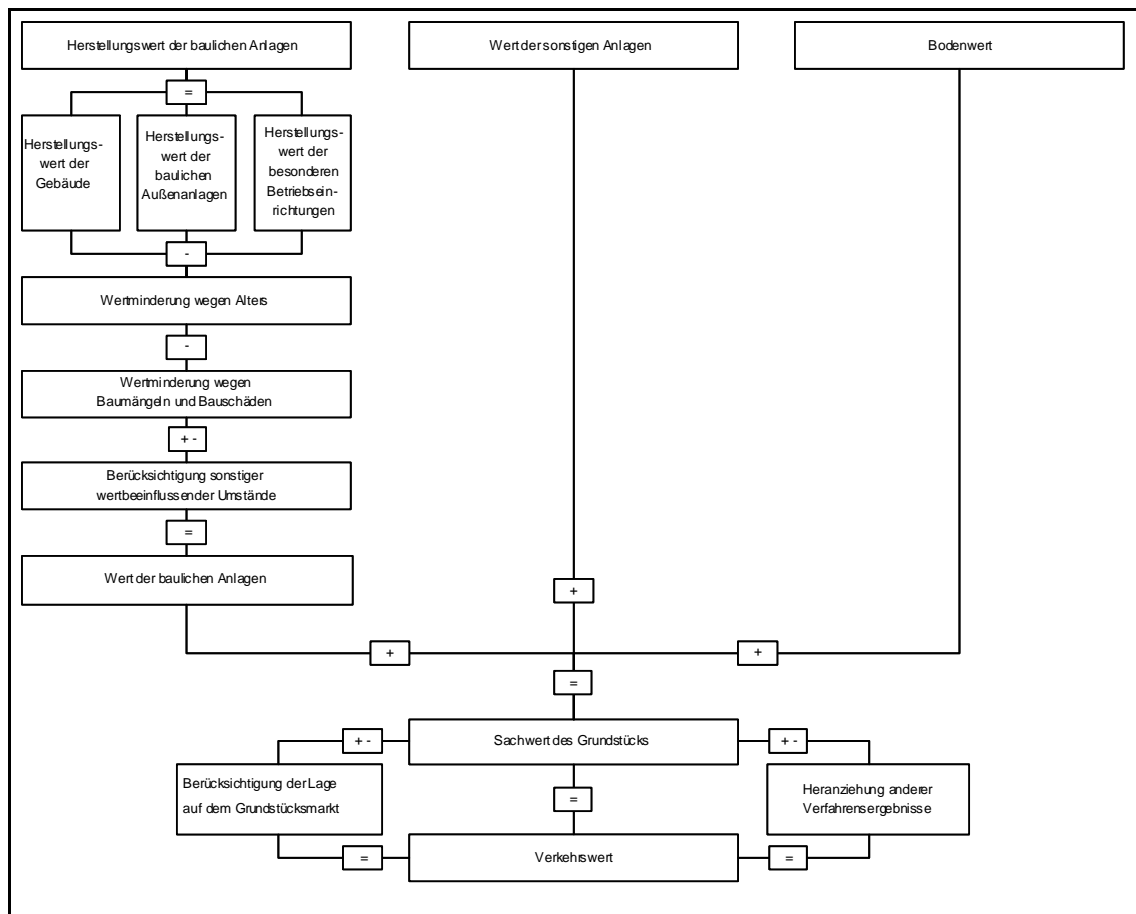 Herstellungswert der baulichen Anlagen
Wert der sonstigen Anlagen
Bodenwert
=
Herstellungs-
wert der
Gebäude
Herstellungs-
wert der
baulichen
Außenanlagen
Herstellungs-
wert der
besonderen
Betriebsein-
richtungen
-
Wertminderung wegen Alters
-
Wertminderung wegen
Baumängeln und Bauschäden
+ -
Berücksichtigung sonstiger
wertbeeinflussender Umstände
=
Wert der baulichen Anlagen
+
+
+
=
+ -
Sachwert des Grundstücks
+ -
Berücksichtigung der Lage
auf dem Grundstücksmarkt
=
Heranziehung anderer
Verfahrensergebnisse
=
Verkehrswert
=